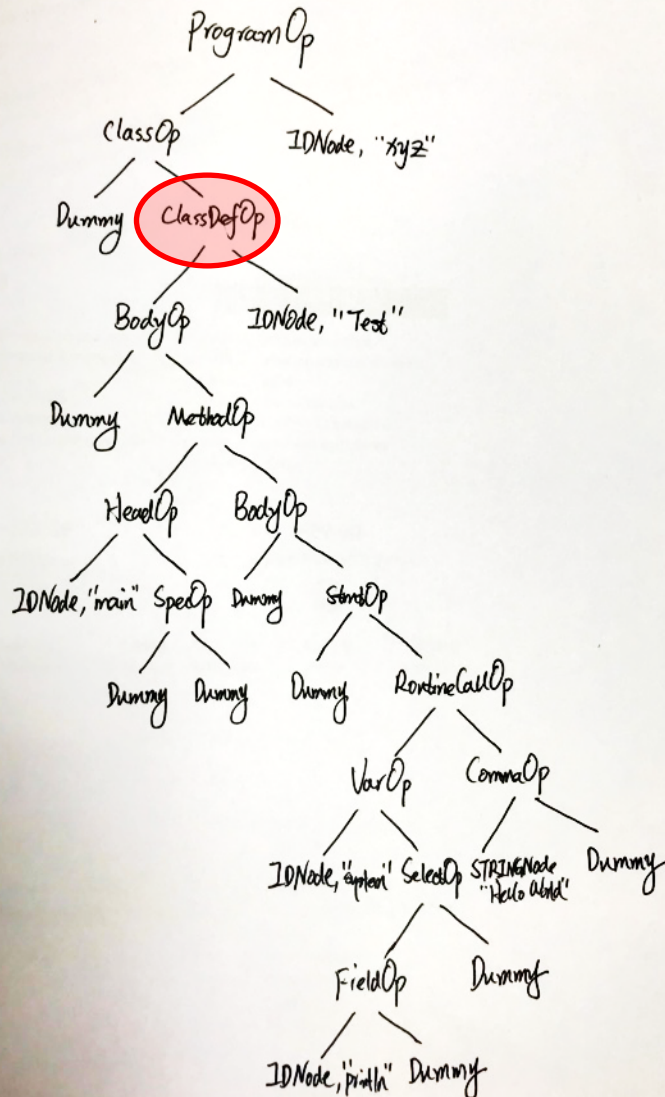 ProgramOp
ClassOp IDNode, "xyz"
Dummy ClassDefOp
BodyOp IDNode, "Test"
Dummy MethodOp
HeadOp BodyOp
IDNode, "main" SpecOp Dummy StmtOp
Dummy Dummy Dummy RoutineCallOp
VarOp CommaOp
IDNode, "system" SelectOp STRINGNode Dummy
"Hello World"
FieldOp Dummy
IDNode, "println" Dummy